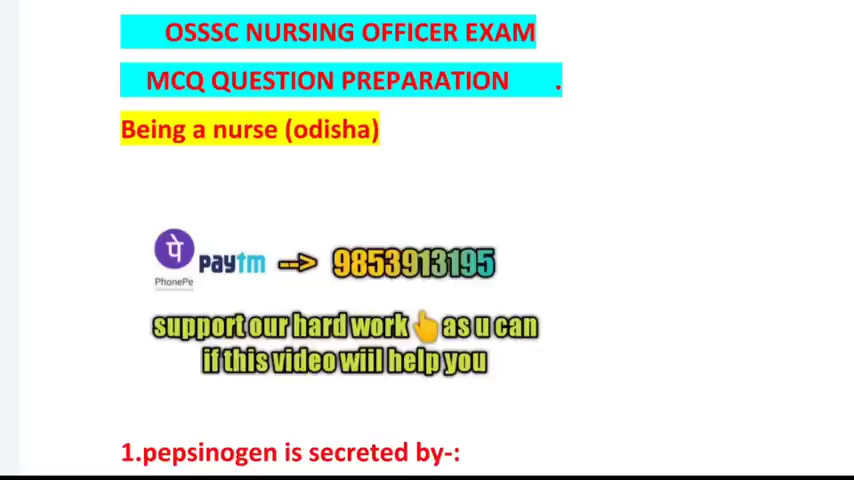 OSSSC NURSING OFFICER EXAM
MCQ QUESTION PREPARATION .
Being a nurse (odisha)
पे paytm --> 9853913195
PhonePe
support our hard work 👆 as u can
if this video wiil help you
1.pepsinogen is secreted by-: